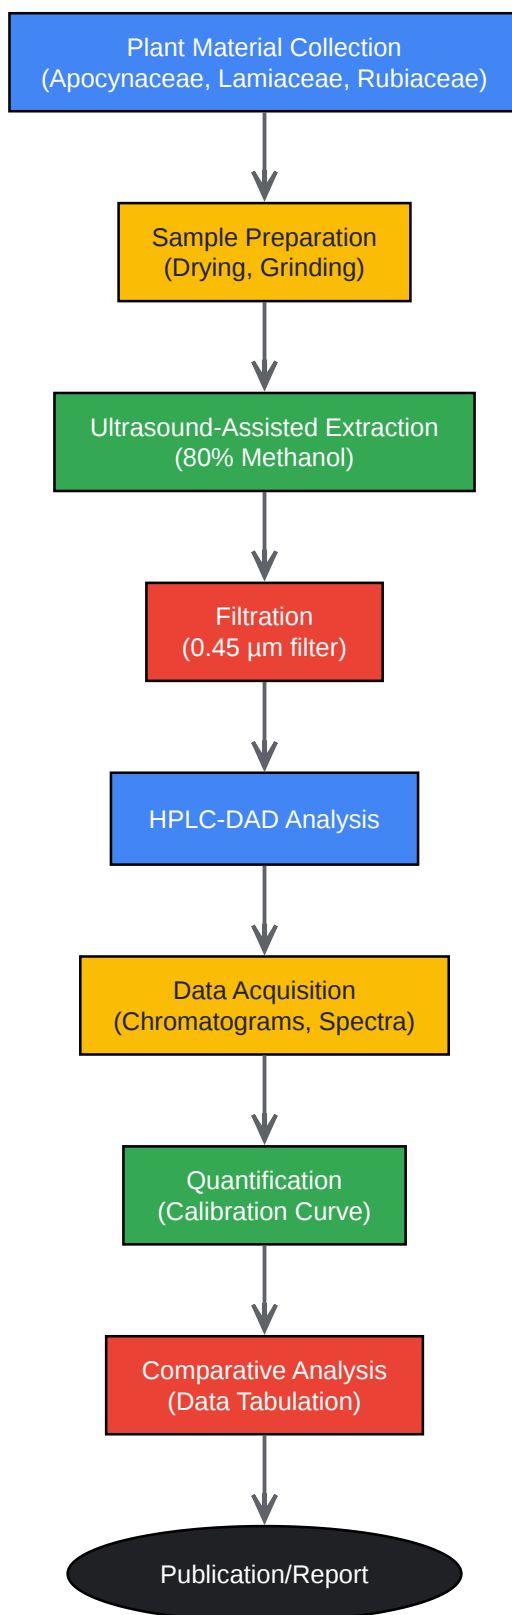 Plant Material Collection
(Apocynaceae, Lamiaceae, Rubiaceae)
Sample Preparation
(Drying, Grinding)
Ultrasound-Assisted Extraction
(80% Methanol)
Filtration
(0.45 µm filter)
HPLC-DAD Analysis
Data Acquisition
(Chromatograms, Spectra)
Quantification
(Calibration Curve)
Comparative Analysis
(Data Tabulation)
Publication/Report